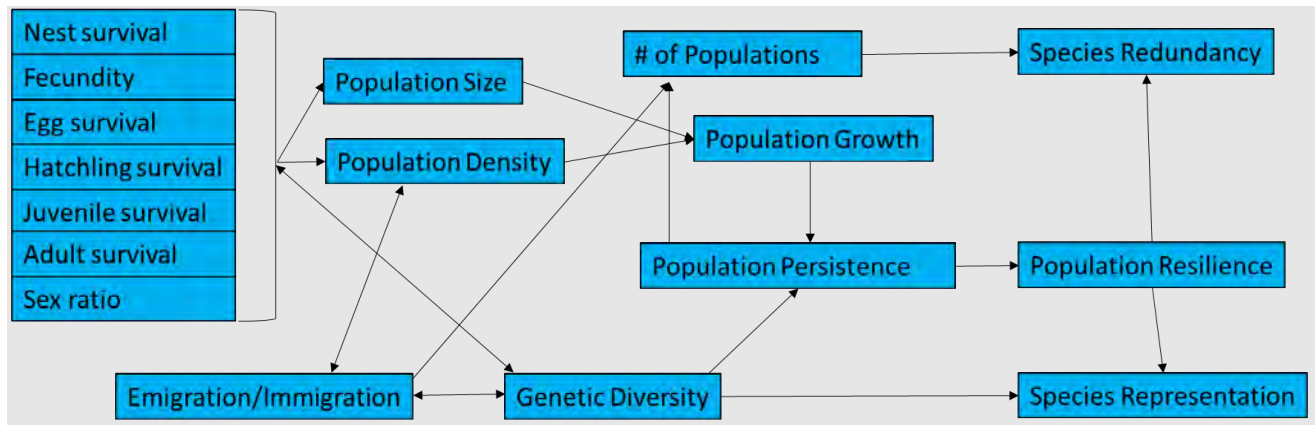 Nest survival
Fecundity
Egg survival
Hatchling survival
Juvenile survival
Adult survival
Sex ratio
Population Size
Population Density
Emigration/Immigration
Genetic Diversity
# of Populations
Population Growth
Population Persistence
Species Redundancy
Population Resilience
Species Representation